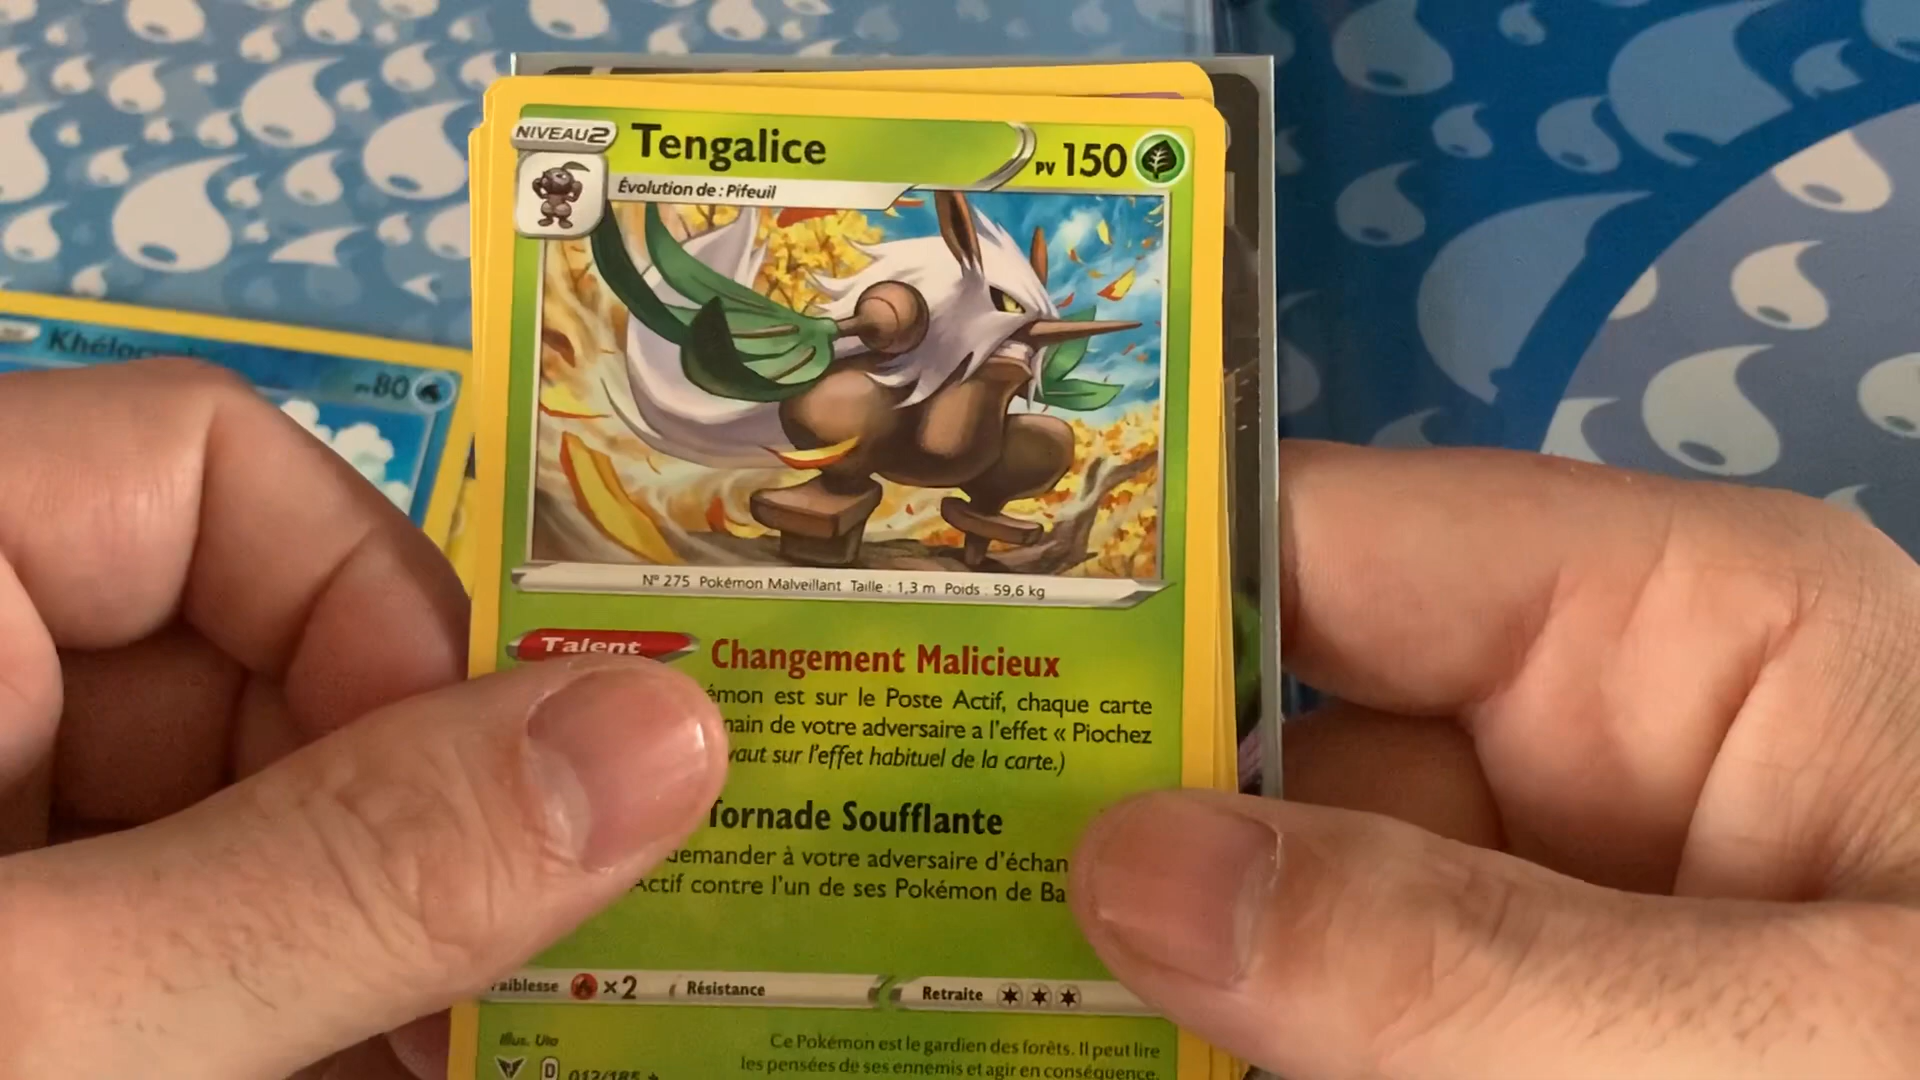 NIVEAU2
Tengalice
PV 150
Évolution de : Pifeuil
PV 80
N° 275 Pokémon Malveillant Taille : 1,3 m Poids : 59,6 kg
Talent
Changement Malicieux
émon est sur le Poste Actif, chaque carte
main de votre adversaire a l'effet « Piochez
vaut sur l'effet habituel de la carte.)
Tornade Soufflante
demander à votre adversaire d'échan
Actif contre l'un de ses Pokémon de Ba
aiblesse ×2 Résistance Retraite
Illus. Uta
Ce Pokémon est le gardien des forêts. Il peut lire
les pensées de ses ennemis et agir en conséquence.
D 012/185